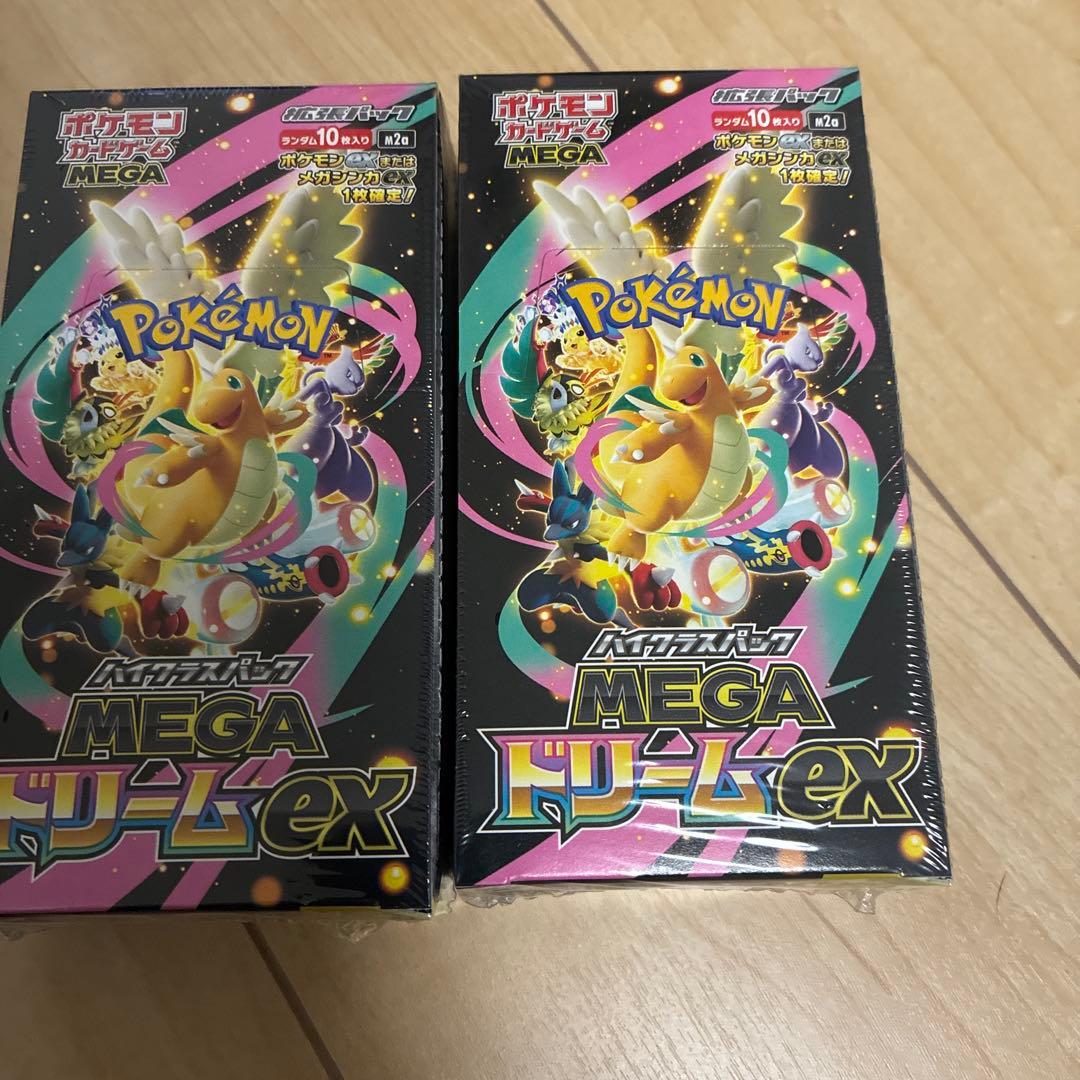 ポケモン
カードゲーム
MEGA
拡張パック
ランダム10枚入り M2a
ポケモンexまたは
メガシンカex
1枚確定!
POKéMON
TM
ハイクラスパック
MEGA
ドリームex
ポケモン
カードゲーム
MEGA
拡張パック
ランダム10枚入り M2a
ポケモンexまたは
メガシンカex
1枚確定!
POKéMON
ハイクラスパック
MEGA
ドリームex